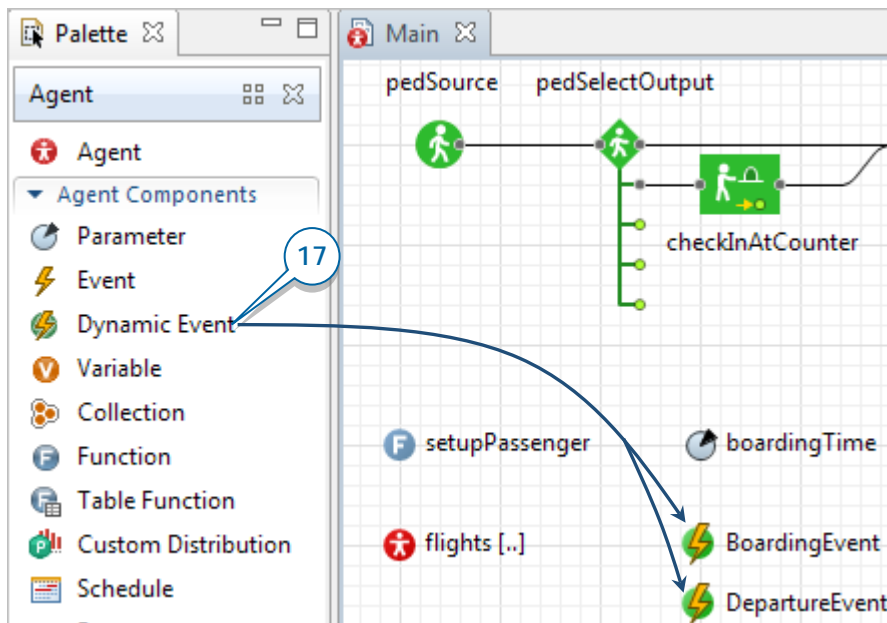 Palette
Agent
Agent
Agent Components
Parameter
Event
Dynamic Event
Variable
Collection
Function
Table Function
Custom Distribution
Schedule
17
Main
pedSource pedSelectOutput
checkInAtCounter
F setupPassenger boardingTime
flights [..] BoardingEvent
DepartureEvent